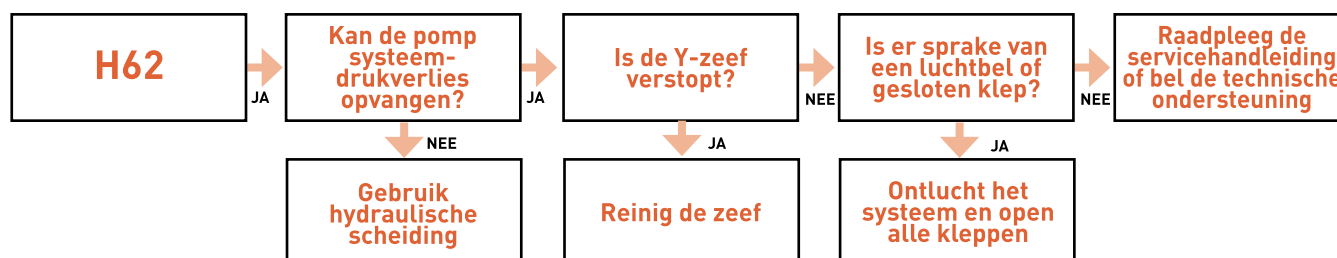 H62
JA
Kan de pomp
systeem-
drukverlies
opvangen?
JA
Is de Y-zeef
verstopt?
NEE
Is er sprake van
een luchtbel of
gesloten klep?
NEE
Raadpleeg de
servicehandleiding
of bel de technische
ondersteuning
NEE
Gebruik
hydraulische
scheiding
JA
Reinig de zeef
JA
Ontlucht het
systeem en open
alle kleppen